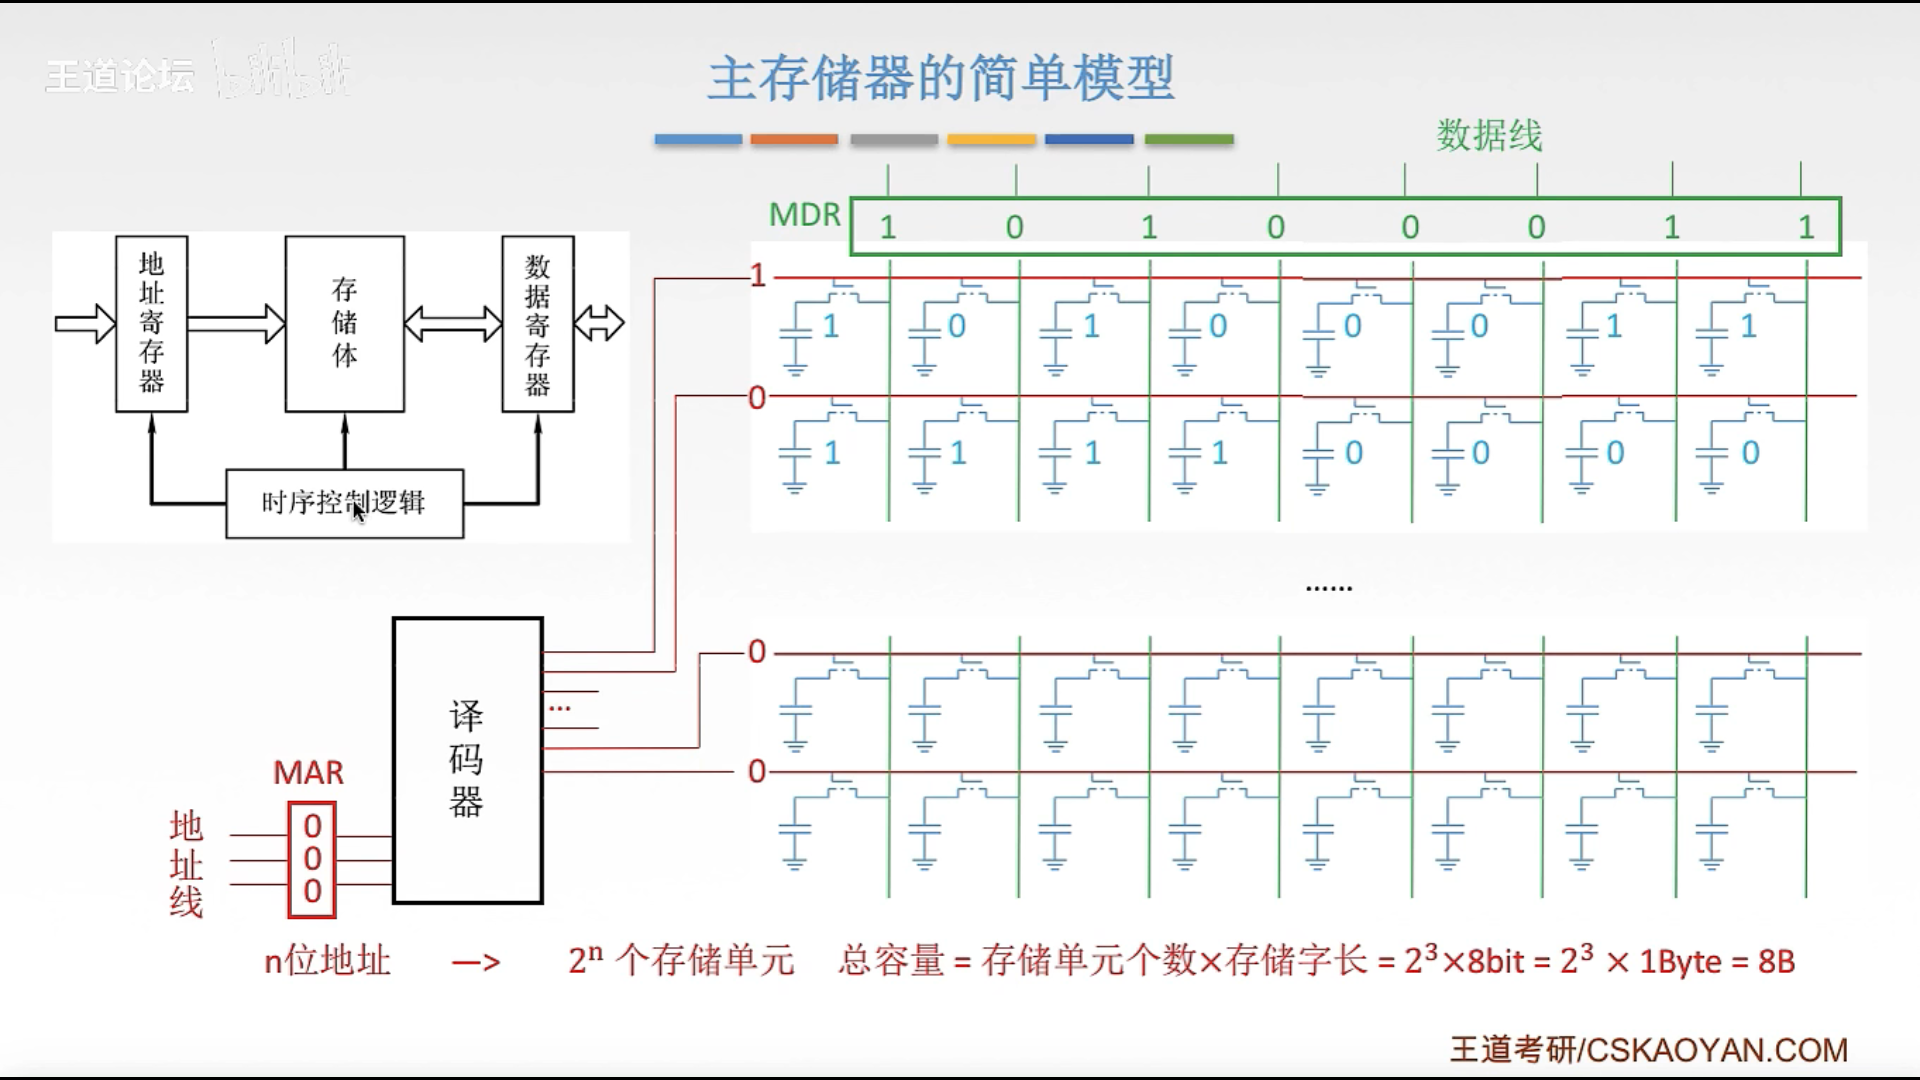 王道论坛 bilibili
主存储器的简单模型
数据线
MDR 1 0 1 0 0 0 1 1
地址寄存器
存储体
数据寄存器
时序控制逻辑
1
1 0 1 0 0 0 1 1
0
1 1 1 1 0 0 0 0
......
0
0
译码器
...
MAR
地址线
0
0
0
n位地址 —> 2ⁿ 个存储单元 总容量 = 存储单元个数×存储字长 = 2³×8bit = 2³ × 1Byte = 8B
王道考研/CSKAOYAN.COM